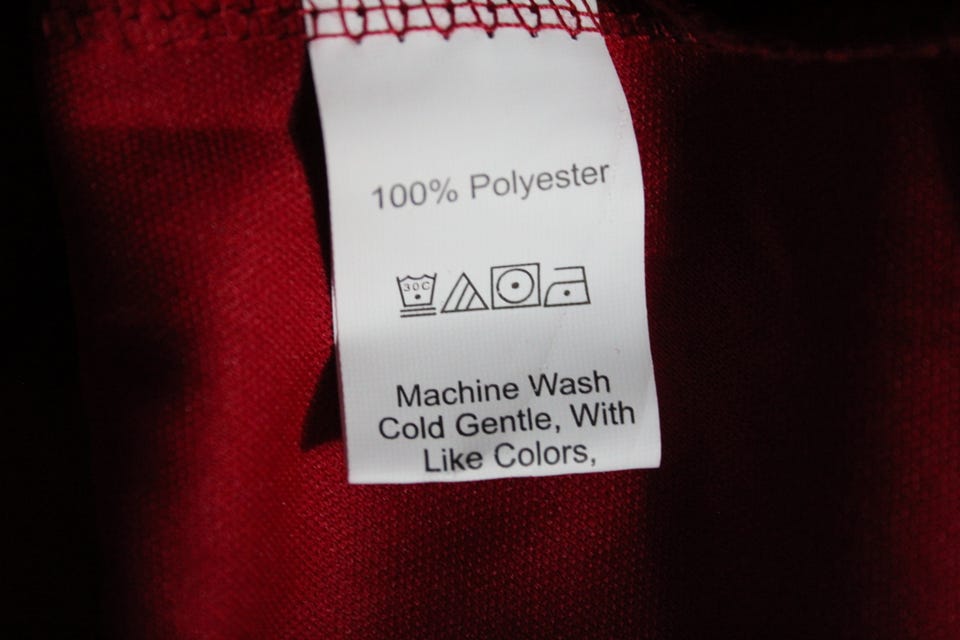 100% Polyester
30C
Machine Wash
Cold Gentle, With
Like Colors,